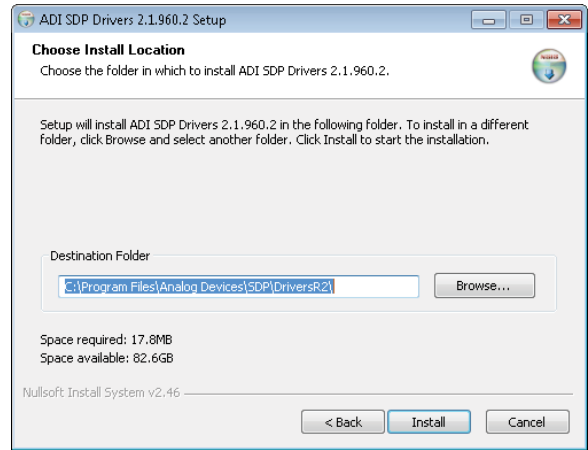 ADI SDP Drivers 2.1.960.2 Setup
Choose Install Location
Choose the folder in which to install ADI SDP Drivers 2.1.960.2.
Setup will install ADI SDP Drivers 2.1.960.2 in the following folder. To install in a different
folder, click Browse and select another folder. Click Install to start the installation.
Destination Folder
C:\Program Files\Analog Devices\SDP\DriversR2\
Browse...
Space required: 17.8MB
Space available: 82.6GB
Nullsoft Install System v2.46
< Back
Install
Cancel